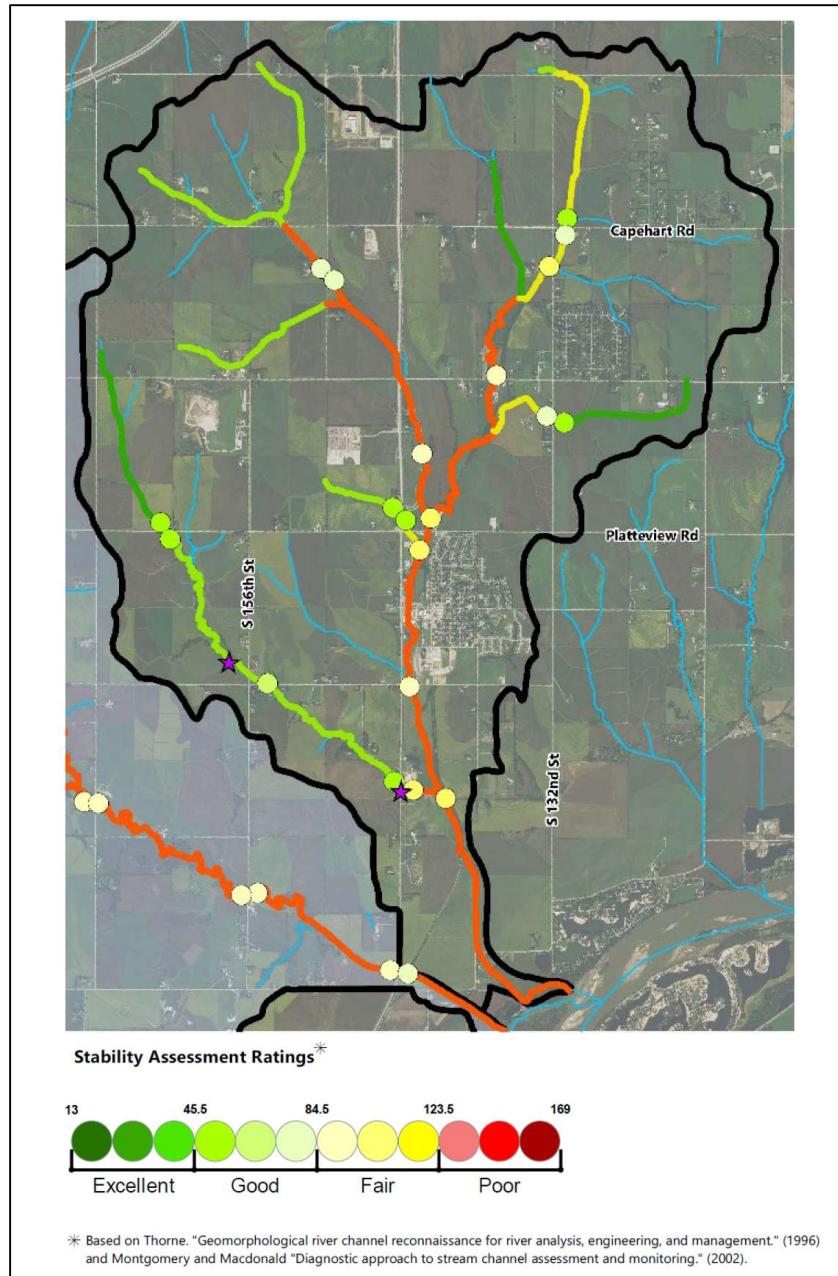 Capehart Rd
Platteview Rd
S 156th St
S 132nd St
Stability Assessment Ratings*
13 45.5 84.5 123.5 169
Excellent Good Fair Poor
* Based on Thorne. "Geomorphological river channel reconnaissance for river analysis, engineering, and management." (1996)
and Montgomery and Macdonald "Diagnostic approach to stream channel assessment and monitoring." (2002).